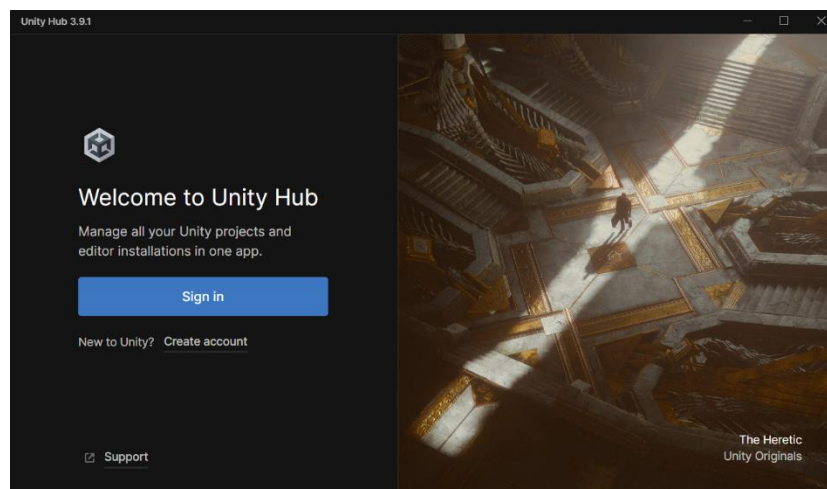 Unity Hub 3.9.1
Welcome to Unity Hub
Manage all your Unity projects and
editor installations in one app.
Sign in
New to Unity? Create account
Support
The Heretic
Unity Originals